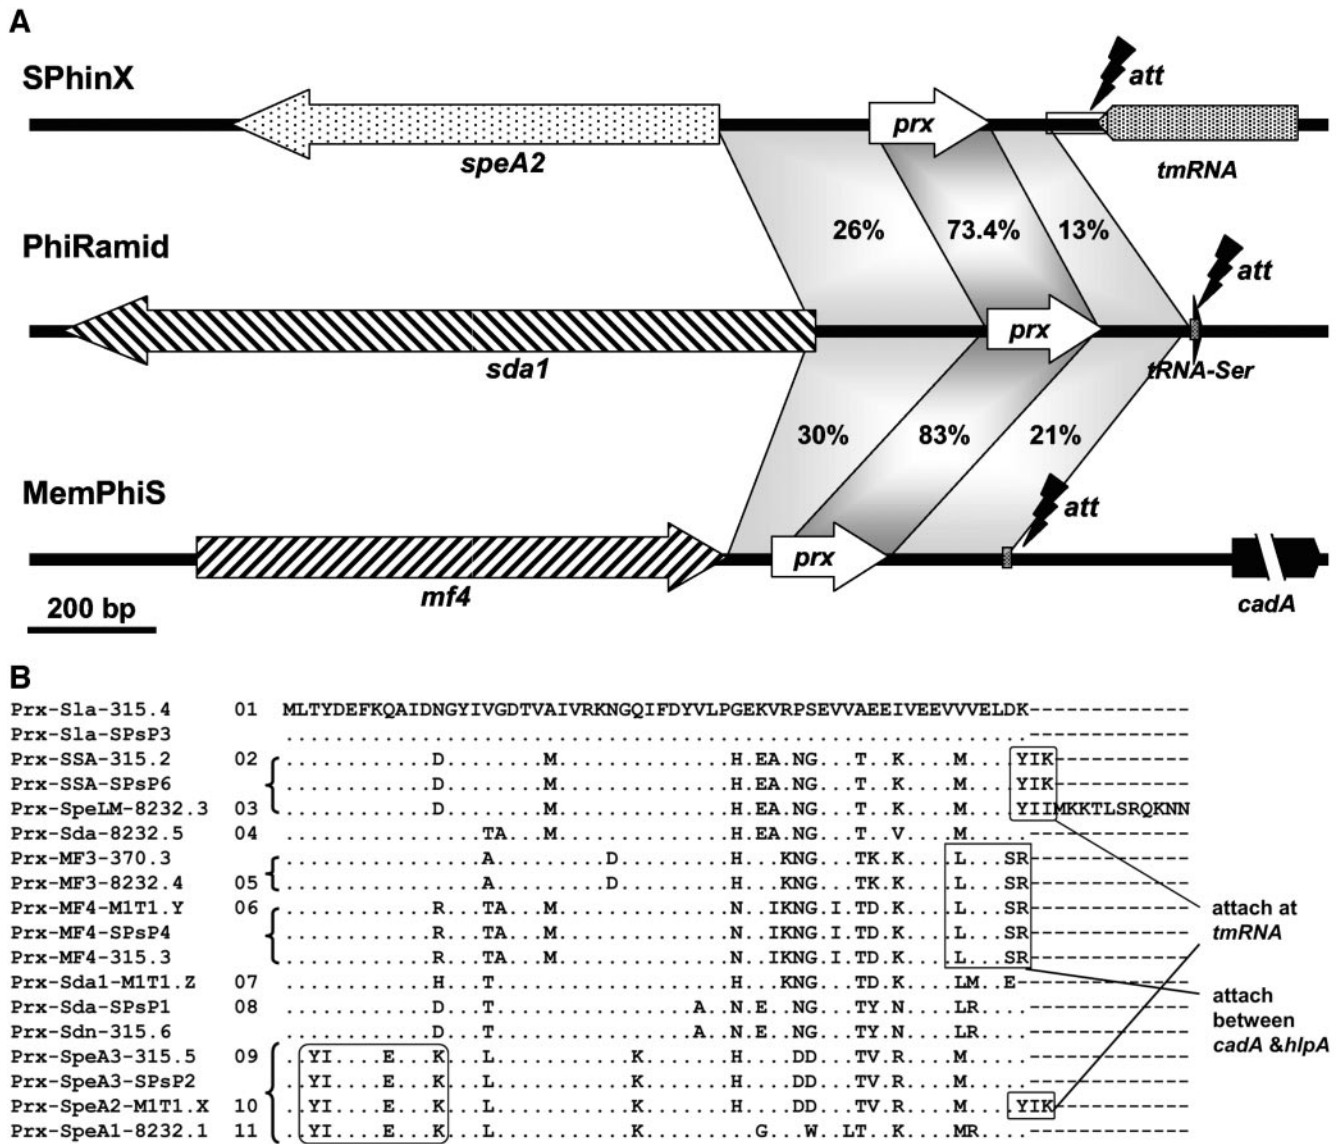 A
SPhinX
att
prx
speA2
tmRNA
26% 73.4% 13%
PhiRamid
att
prx
sda1
tRNA-Ser
30% 83% 21%
MemPhiS
att
prx
mf4
cadA
200 bp
B
Prx-Sla-315.4 01 MLTYDEFKQAIDNGYIVGDTVAIVRKNGQIFDYVLPGEKVRPSEVVAEEIVEEVVVELDK-------------
Prx-Sla-SPsP3 ............................................................-------------
Prx-SSA-315.2 02 ............D........M..............H.EA.NG...T..K....M....YIK-----------
Prx-SSA-SPsP6 ............D........M..............H.EA.NG...T..K....M....YIK-----------
Prx-SpeLM-8232.3 03 ............D........M..............H.EA.NG...T..K....M....YIIMKKTLSRQKNN
Prx-Sda-8232.5 04 ................TA...M..............H.EA.NG...T..V....M.....-------------
Prx-MF3-370.3 ................A.........D.........H...KNG...TK.K....L...SR-------------
Prx-MF3-8232.4 05 ................A.........D.........H...KNG...TK.K....L...SR-------------
Prx-MF4-M1T1.Y 06 ............R...TA...M..............N..IKNG.I.TD.K....L...SR-------------
Prx-MF4-SPsP4 ............R...TA...M..............N..IKNG.I.TD.K....L...SR-------------
Prx-MF4-315.3 ............R...TA...M..............N..IKNG.I.TD.K....L...SR-------------
Prx-Sda1-M1T1.Z 07 ............H...T...................H...KNG...TD.K....LM..E--------------
Prx-Sda-SPsP1 08 ............D...T................A..N.E..NG...TY.N....LR....-------------
Prx-Sdn-315.6 ............D...T................A..N.E..NG...TY.N....LR....-------------
Prx-SpeA3-315.5 09 ..YI....E...K...L...........K.......H....DD...TV.R....M.....-------------
Prx-SpeA3-SPsP2 ..YI....E...K...L...........K.......H....DD...TV.R....M.....-------------
Prx-SpeA2-M1T1.X 10 ..YI....E...K...L...........K.......H....DD...TV.R....M....YIK-----------
Prx-SpeA1-8232.1 11 ..YI....E...K...L...........K.........G...W..LT..K....MR....-------------
attach at
tmRNA
attach
between
cadA &hlpA